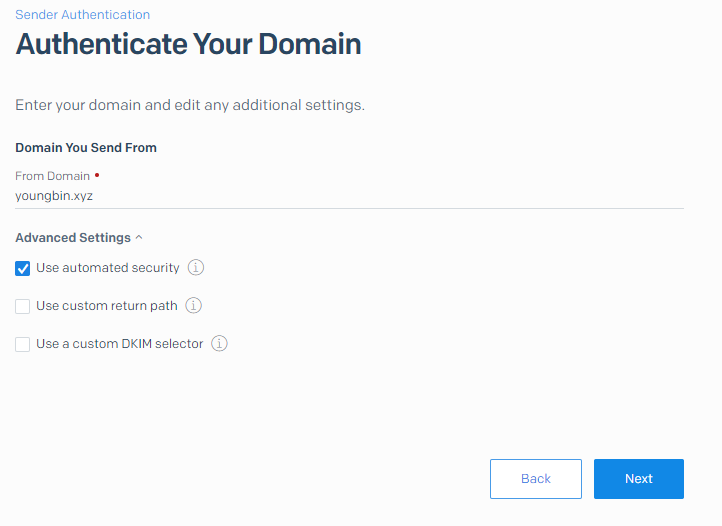 Sender Authentication
Authenticate Your Domain
Enter your domain and edit any additional settings.
Domain You Send From
From Domain •
youngbin.xyz
Advanced Settings
Use automated security
Use custom return path
Use a custom DKIM selector
Back Next